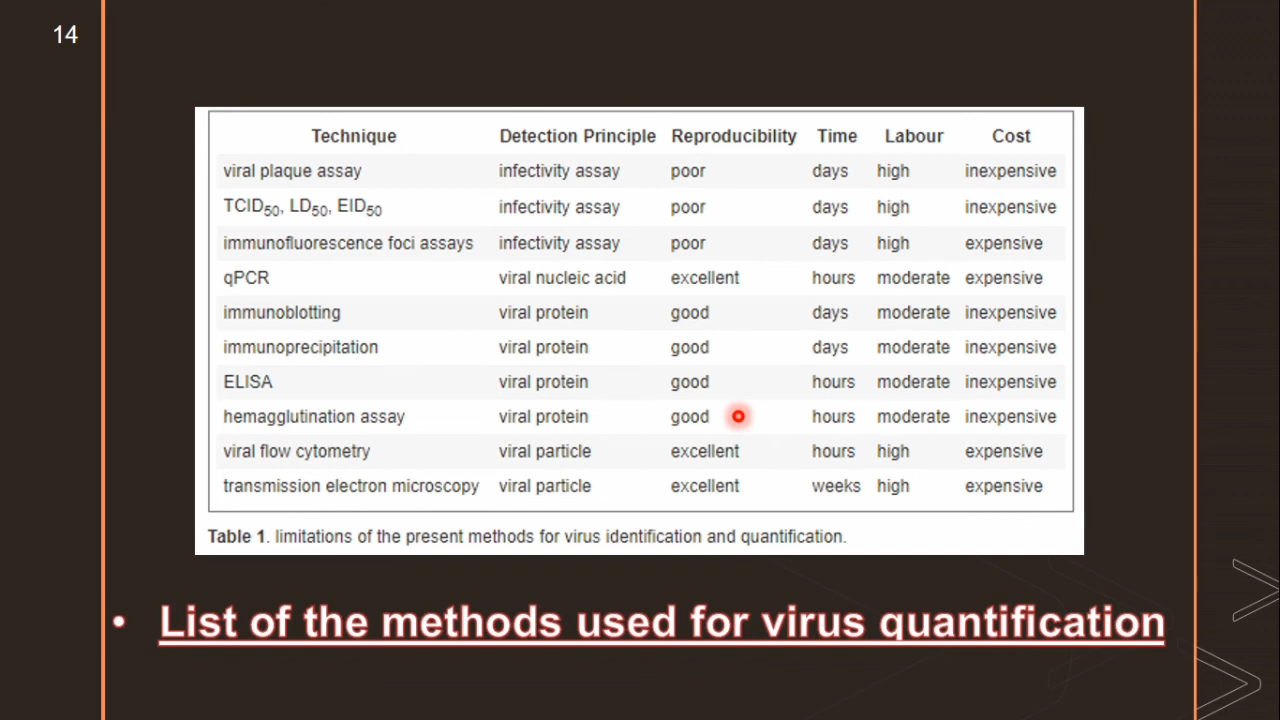 14
Technique Detection Principle Reproducibility Time Labour Cost
viral plaque assay infectivity assay poor days high inexpensive
TCID50, LD50, EID50 infectivity assay poor days high inexpensive
immunofluorescence foci assays infectivity assay poor days high expensive
qPCR viral nucleic acid excellent hours moderate expensive
immunoblotting viral protein good days moderate inexpensive
immunoprecipitation viral protein good days moderate inexpensive
ELISA viral protein good hours moderate inexpensive
hemagglutination assay viral protein good hours moderate inexpensive
viral flow cytometry viral particle excellent hours high expensive
transmission electron microscopy viral particle excellent weeks high expensive
Table 1. limitations of the present methods for virus identification and quantification.
• List of the methods used for virus quantification